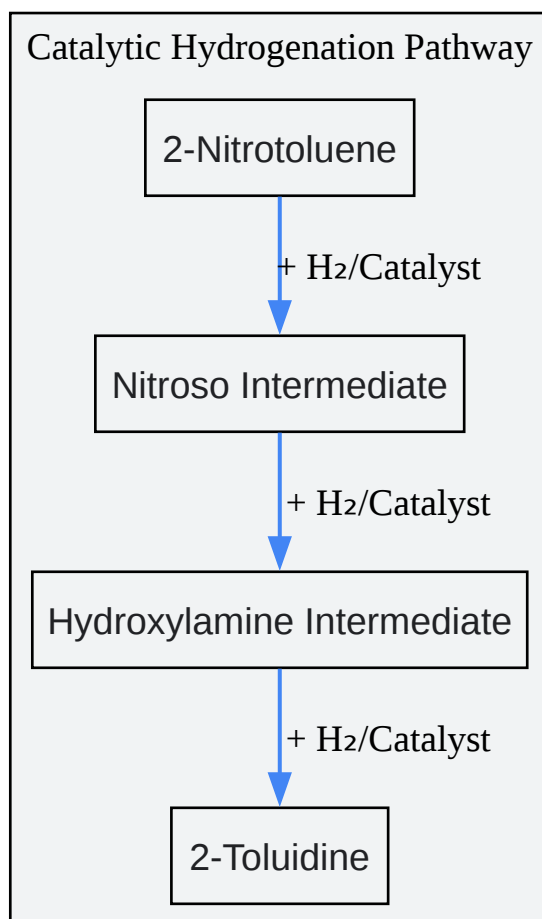 Catalytic Hydrogenation Pathway
2-Nitrotoluene
+ H₂/Catalyst
Nitroso Intermediate
+ H₂/Catalyst
Hydroxylamine Intermediate
+ H₂/Catalyst
2-Toluidine